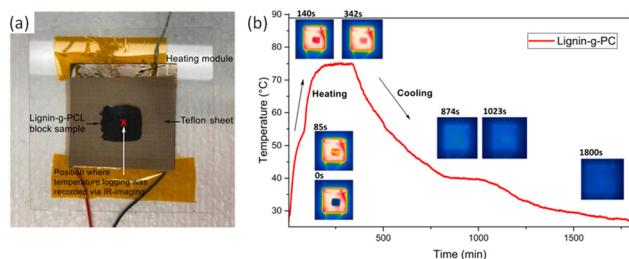 (a)
Heating module
Lignin-g-PCL
block sample
Teflon sheet
X
Position where
temperature logging was
recorded via IR-imaging
(b)
90
80
70
60
50
40
30
Temperature (°C)
140s
342s
Lignin-g-PC
Heating
Cooling
85s
0s
874s
1023s
1800s
500
1000
1500
Time (min)